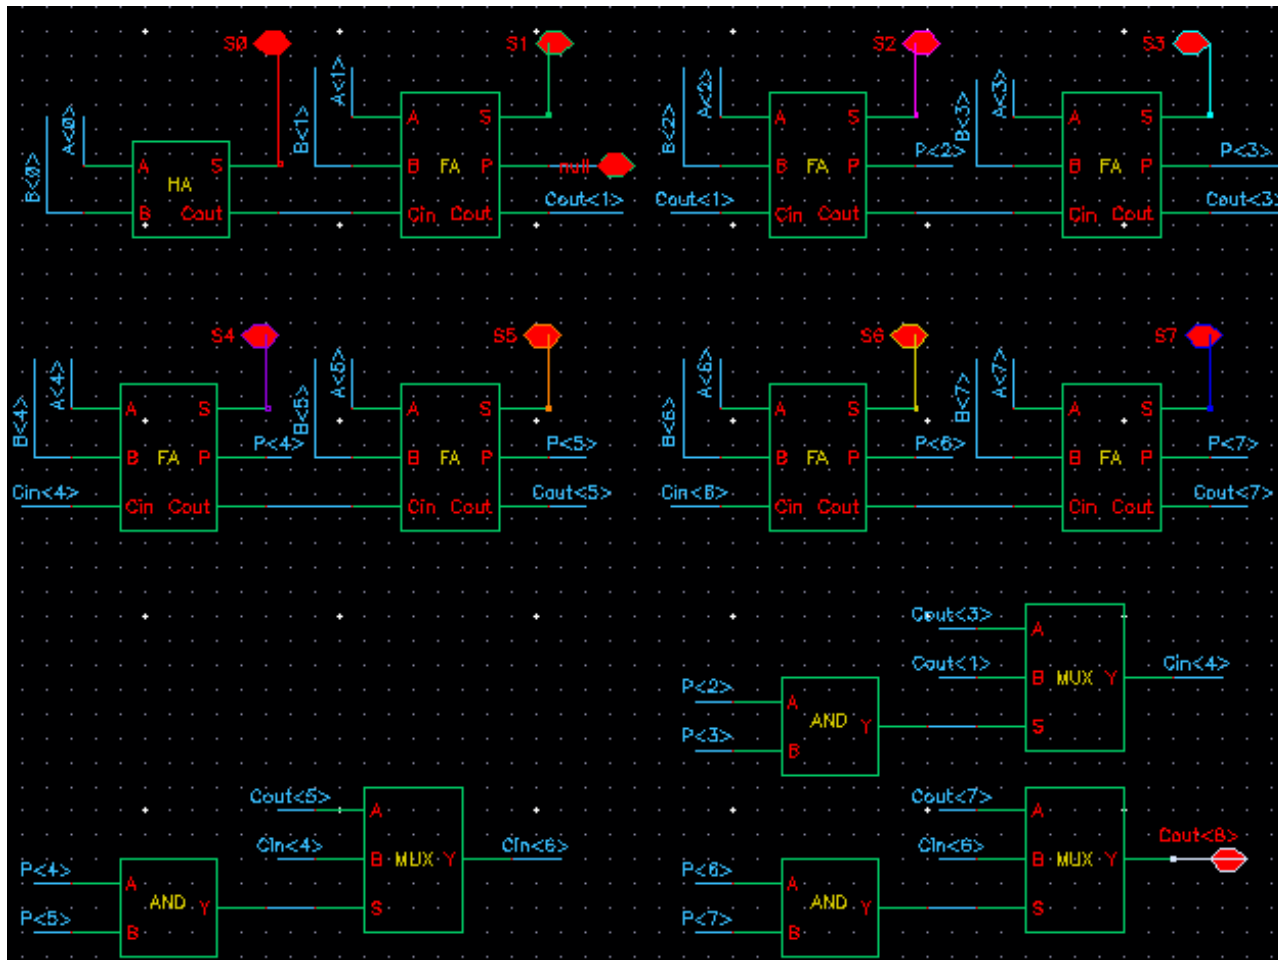 S0 S1 S2 S3
A<0> A<1> A<2> A<3>
B<0> B<1> B<2> B<3>
A S A S A S
A S B FA P null B FA P P<2> B FA P P<3>
HA
B Cout Cin Cout Cout<1> Cout<1> Cin Cout Cin Cout Cout<3>
S4 S5 S6 S7
A<4> A<5> A<6> A<7>
B<4> B<5> B<6> B<7>
A S A S A S A S
B FA P P<4> B FA P P<5> B FA P P<6> B FA P P<7>
Cin<4> Cin Cout Cin Cout Cout<5> Cin<6> Cin Cout Cin Cout Cout<7>
Cout<3> A
Cout<1> B MUX Y Cin<4>
P<2> A AND Y S
P<3> B
Cout<5> A
Cin<4> B MUX Y Cin<6>
P<4> A AND Y S
P<5> B
Cout<7> A
Cin<6> B MUX Y Cout<8>
P<6> A AND Y S
P<7> B